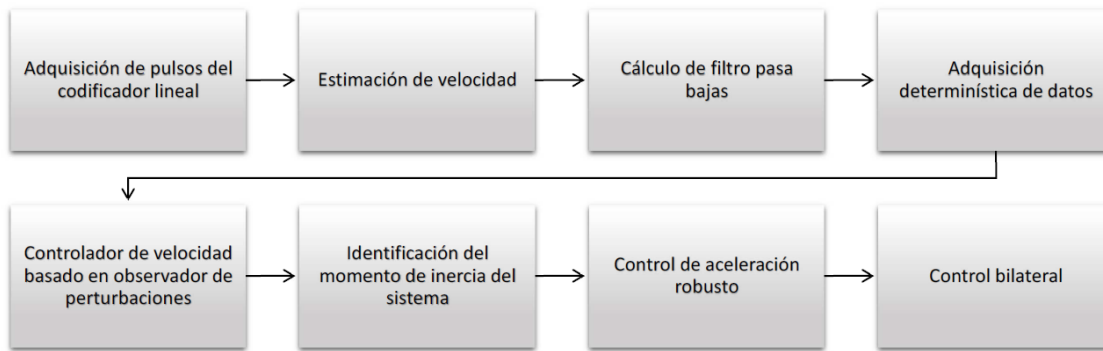 Adquisición de pulsos del
codificador lineal
Estimación de velocidad
Cálculo de filtro pasa
bajas
Adquisición
determinística de datos
Controlador de velocidad
basado en observador de
perturbaciones
Identificación del
momento de inercia del
sistema
Control de aceleración
robusto
Control bilateral